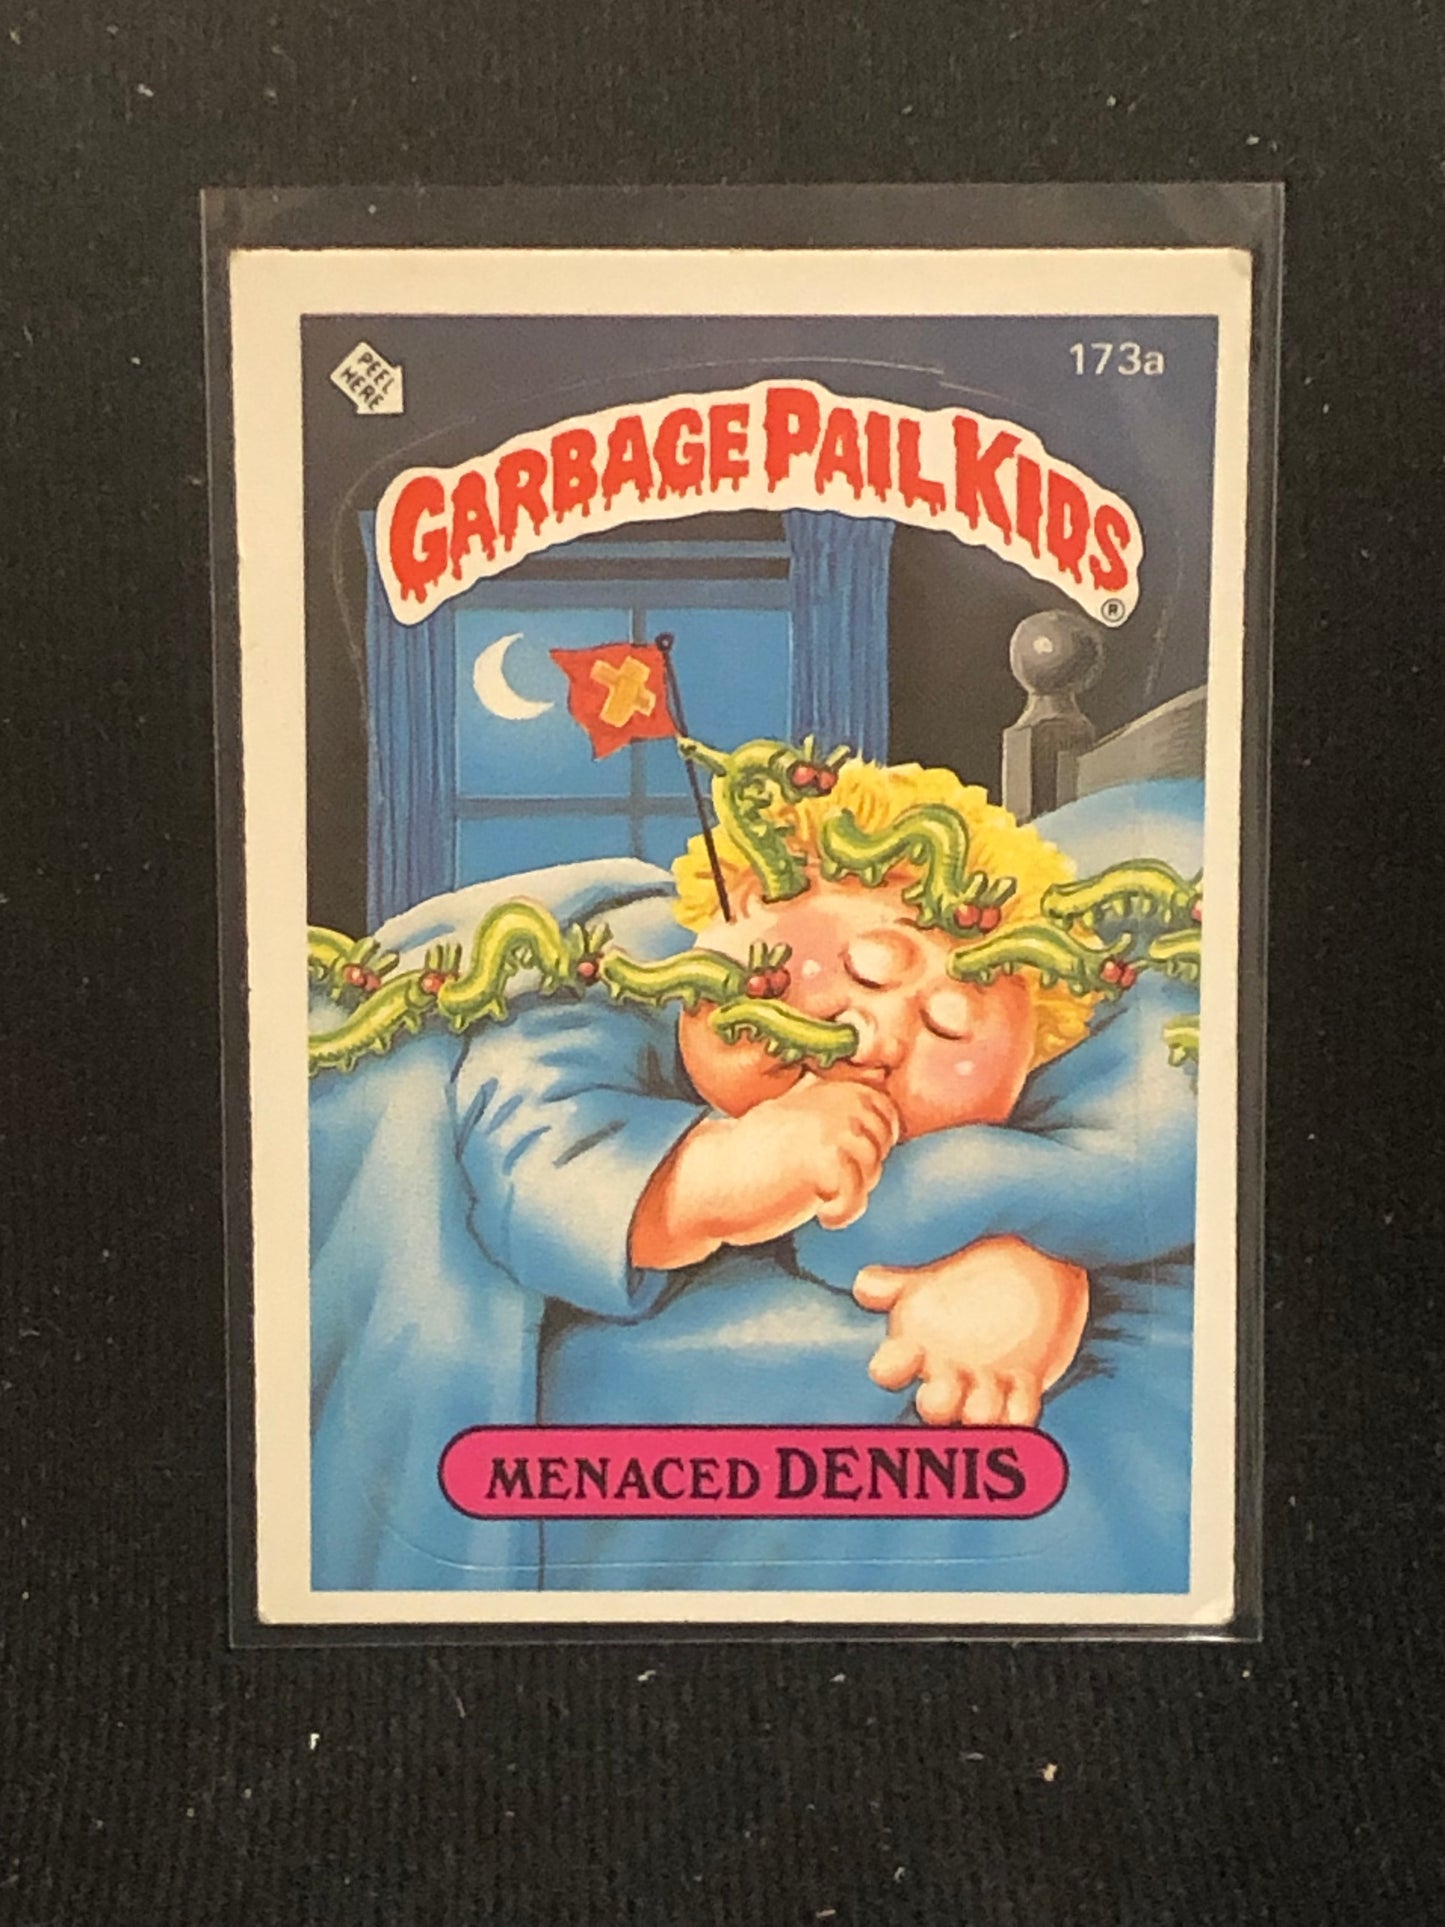 PEEL
HERE
173a
GARBAGE PAIL KIDS
®
MENACED DENNIS